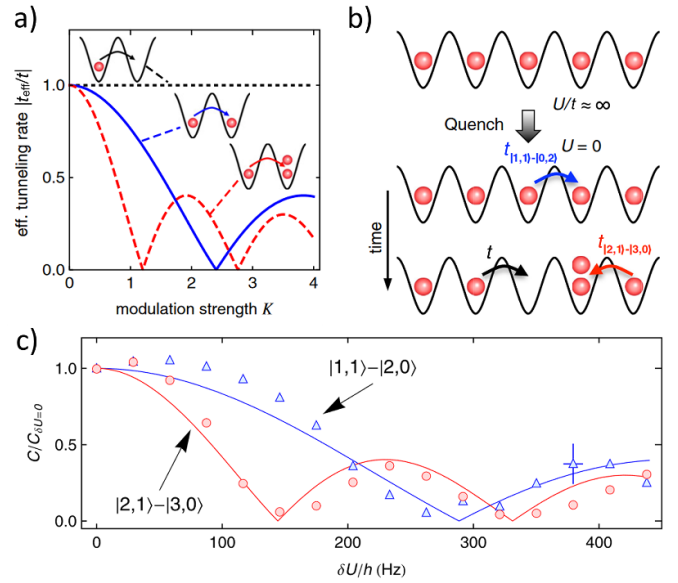 a)
eff. tunneling rate |t_eff/t|
1.0
0.5
0.0
0
1
2
3
4
modulation strength K
b)
U/t ≈ ∞
Quench
t_|1,1⟩-|0,2⟩
U = 0
time
t
t_|2,1⟩-|3,0⟩
c)
C/C_δU=0
1.0
0.5
0.0
|1,1⟩−|2,0⟩
|2,1⟩−|3,0⟩
0
100
200
300
400
δU/h (Hz)